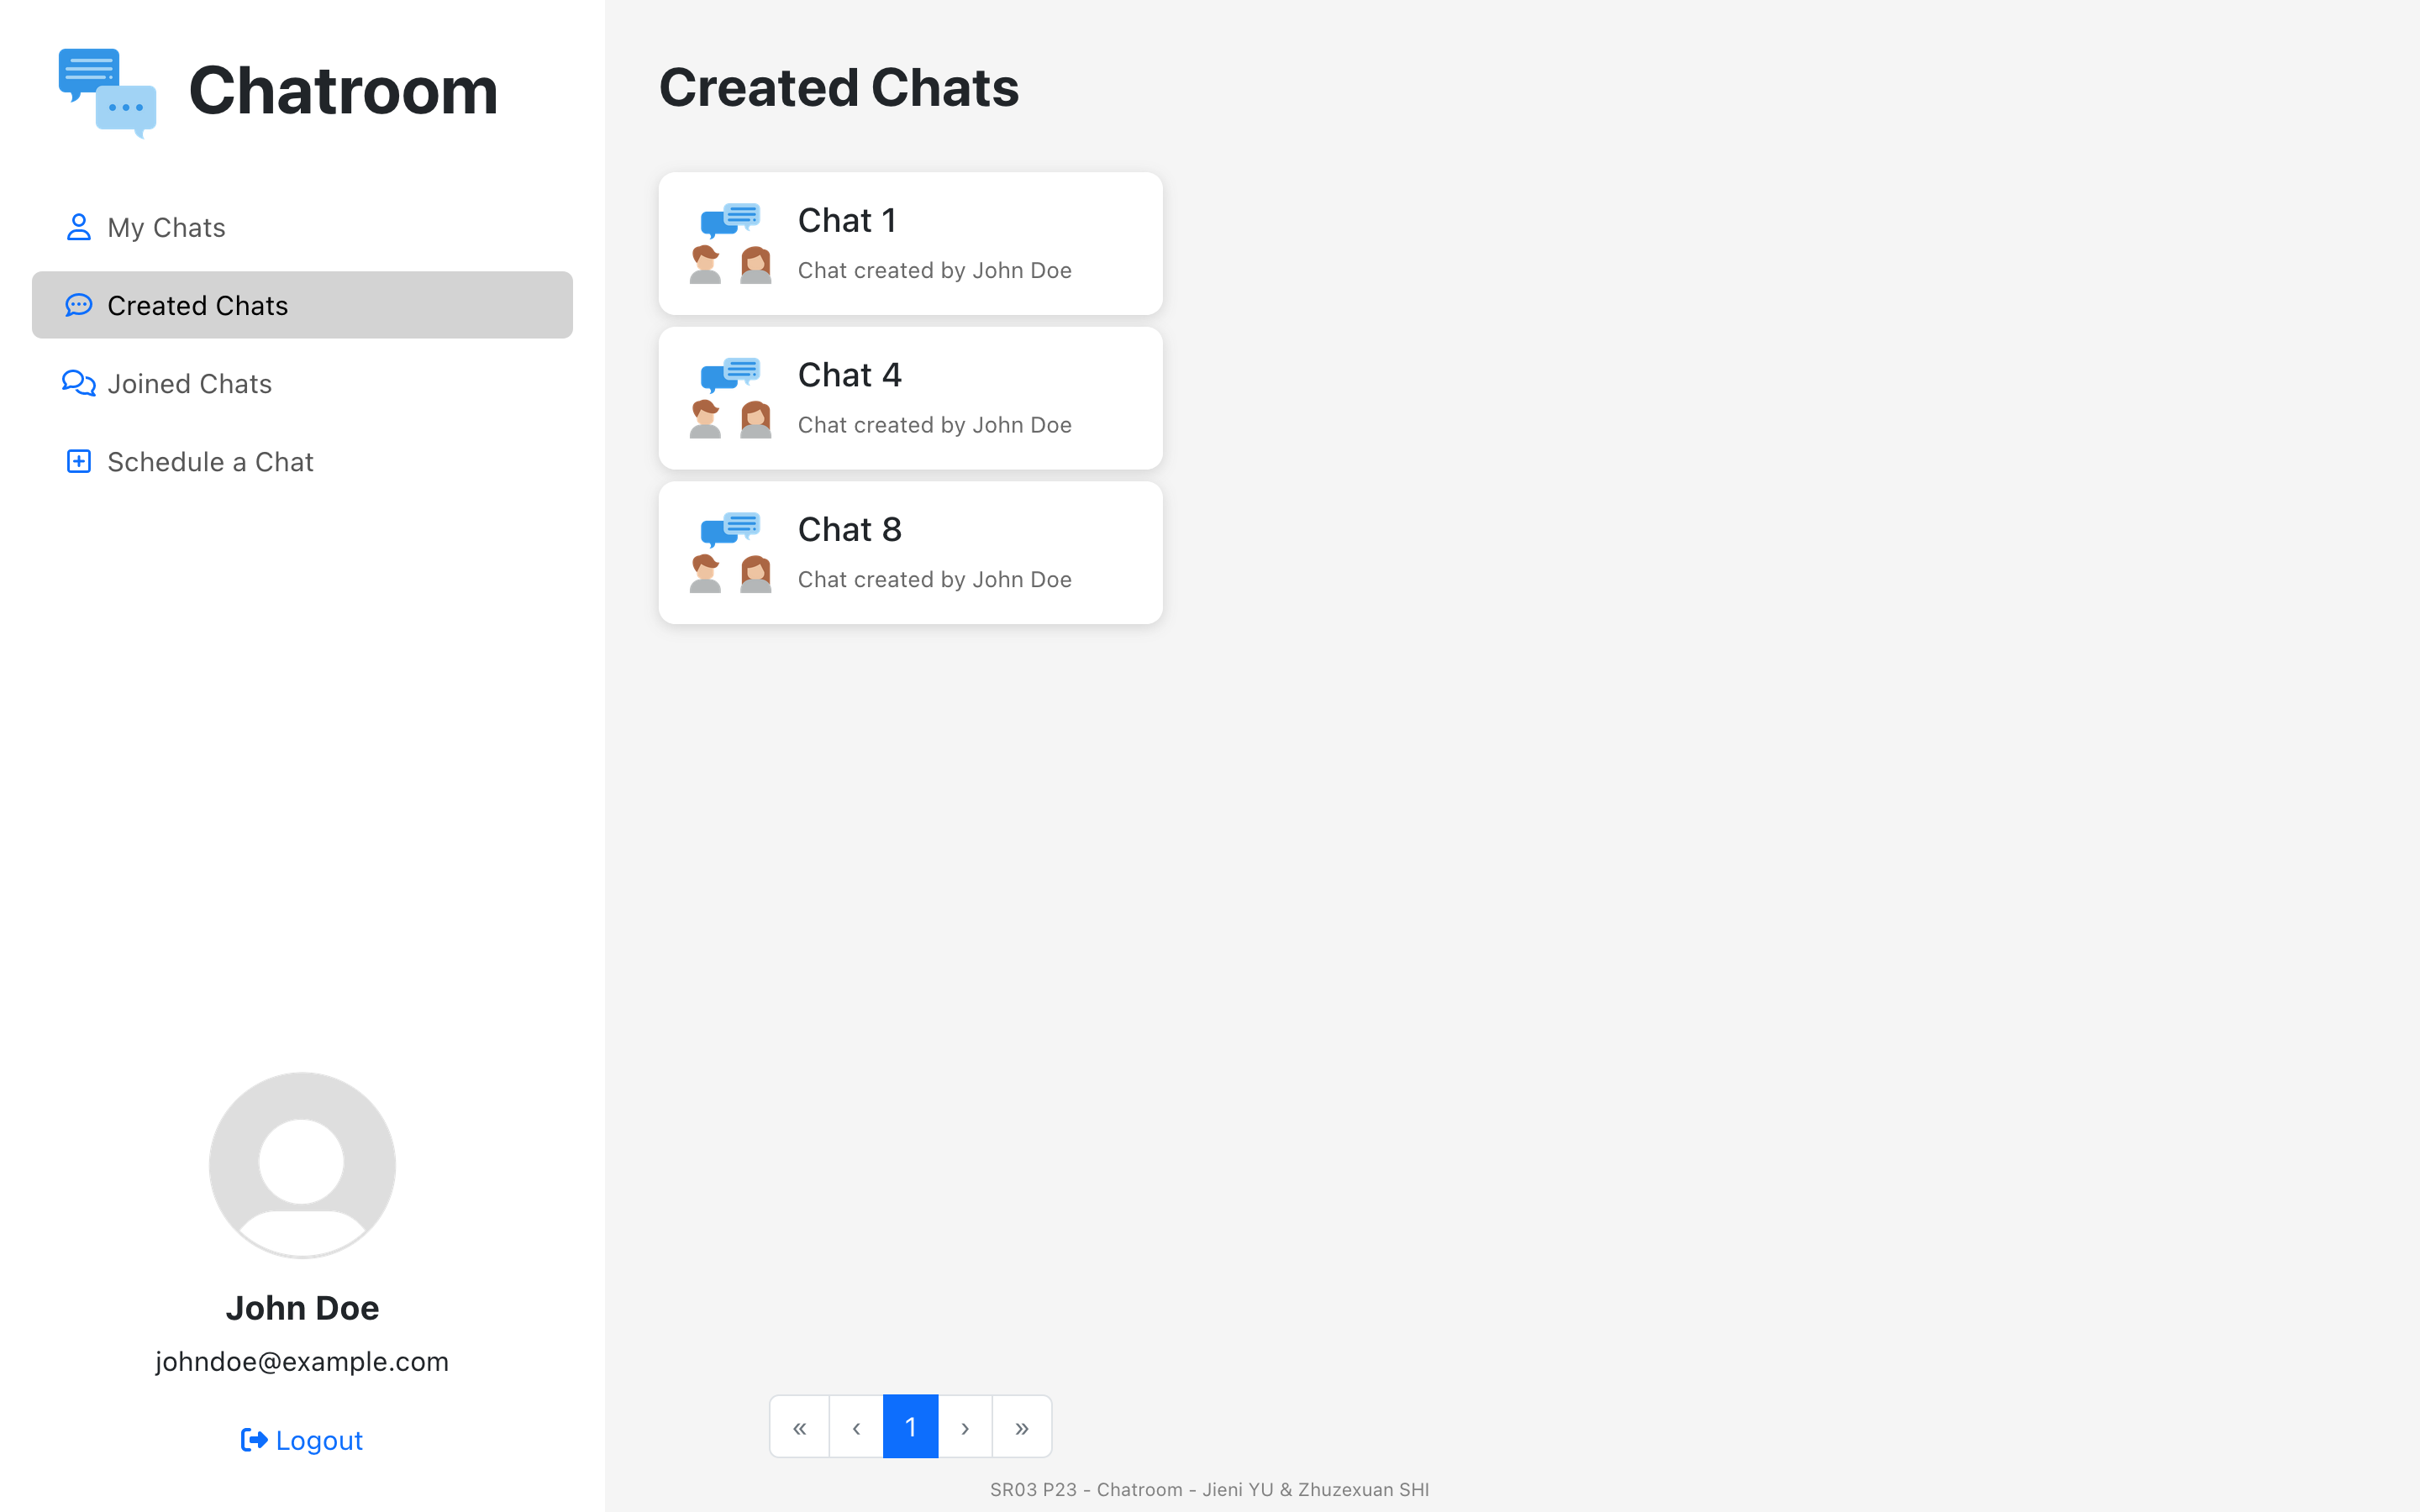 Chatroom
My Chats
Created Chats
Joined Chats
Schedule a Chat
John Doe
johndoe@example.com
Logout
Created Chats
Chat 1
Chat created by John Doe
Chat 4
Chat created by John Doe
Chat 8
Chat created by John Doe
« ‹ 1 › »
SR03 P23 - Chatroom - Jieni YU & Zhuzexuan SHI